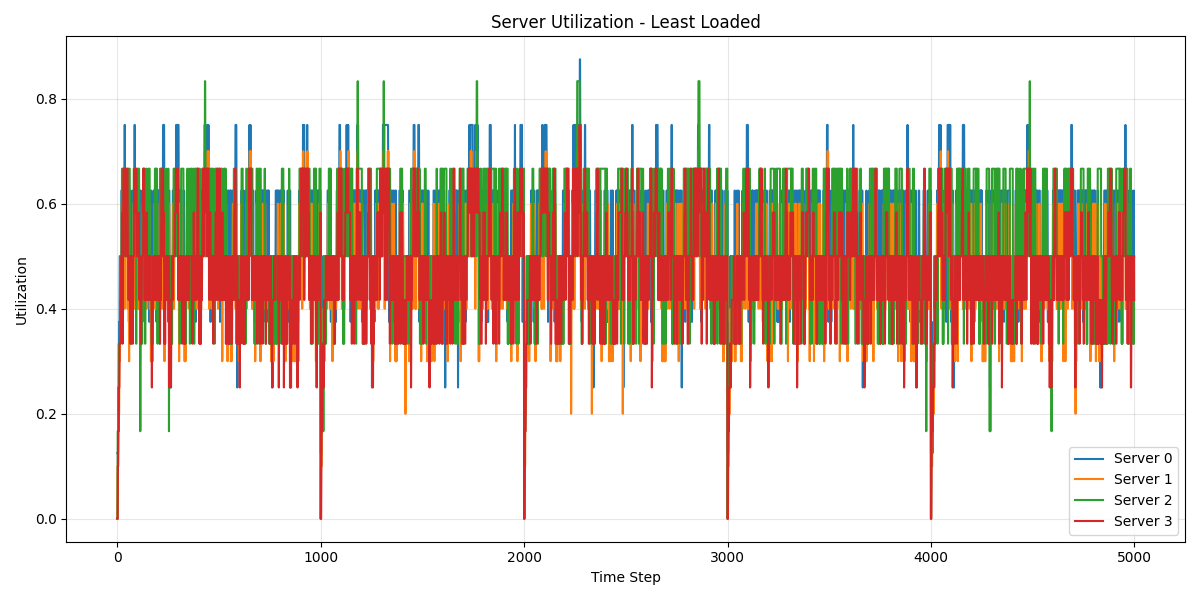 Server Utilization - Least Loaded
Utilization
0.8
0.6
0.4
0.2
0.0
Server 0
Server 1
Server 2
Server 3
0 1000 2000 3000 4000 5000
Time Step